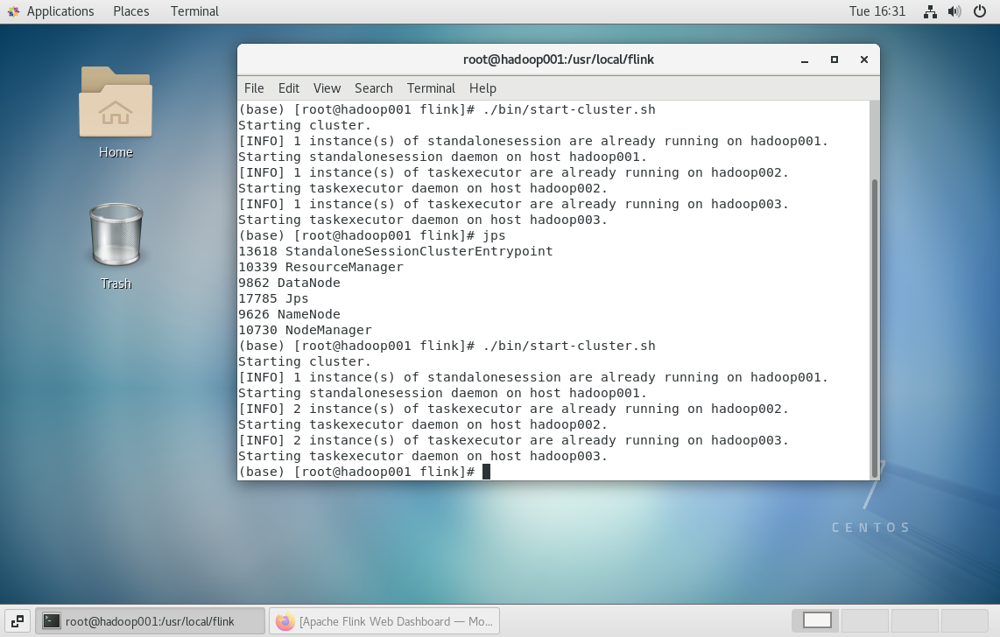 Applications Places Terminal Tue 16:31
root@hadoop001:/usr/local/flink
File Edit View Search Terminal Help
(base) [root@hadoop001 flink]# ./bin/start-cluster.sh
Starting cluster.
[INFO] 1 instance(s) of standalonesession are already running on hadoop001.
Starting standalonesession daemon on host hadoop001.
[INFO] 1 instance(s) of taskexecutor are already running on hadoop002.
Starting taskexecutor daemon on host hadoop002.
[INFO] 1 instance(s) of taskexecutor are already running on hadoop003.
Starting taskexecutor daemon on host hadoop003.
(base) [root@hadoop001 flink]# jps
13618 StandaloneSessionClusterEntrypoint
10339 ResourceManager
9862 DataNode
17785 Jps
9626 NameNode
10730 NodeManager
(base) [root@hadoop001 flink]# ./bin/start-cluster.sh
Starting cluster.
[INFO] 1 instance(s) of standalonesession are already running on hadoop001.
Starting standalonesession daemon on host hadoop001.
[INFO] 2 instance(s) of taskexecutor are already running on hadoop002.
Starting taskexecutor daemon on host hadoop002.
[INFO] 2 instance(s) of taskexecutor are already running on hadoop003.
Starting taskexecutor daemon on host hadoop003.
(base) [root@hadoop001 flink]#
Home
Trash
7
CENTOS
root@hadoop001:/usr/local/flink
[Apache Flink Web Dashboard — Mo...